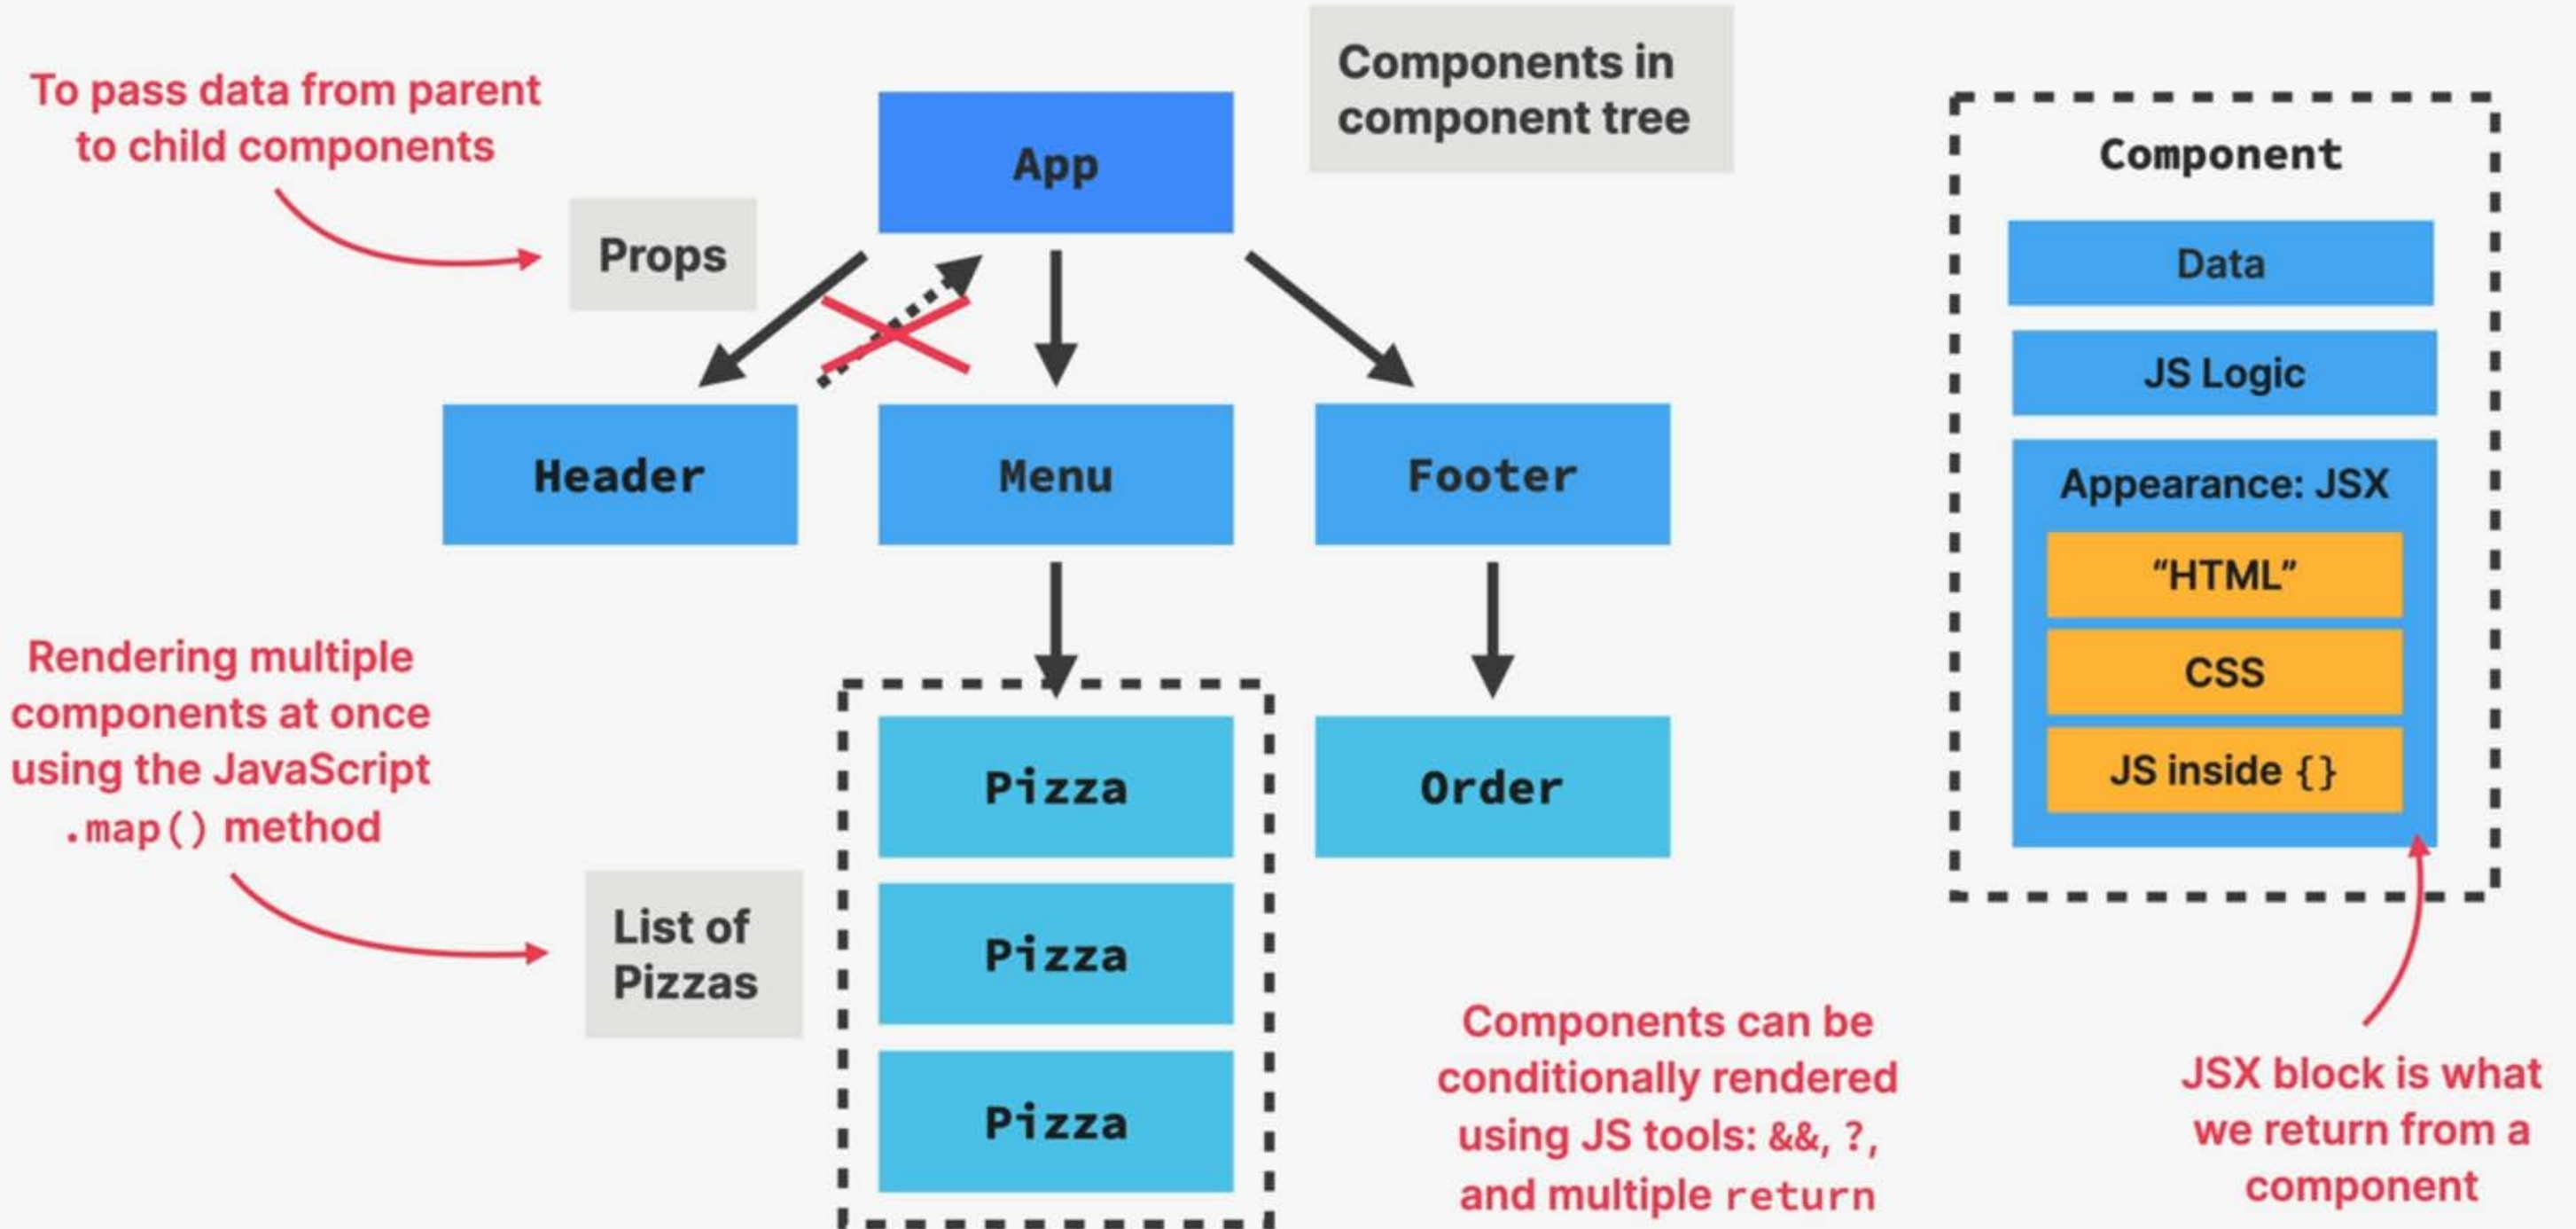 To pass data from parent
to child components
Props
App
Components in
component tree
Header
Menu
Footer
Rendering multiple
components at once
using the JavaScript
.map() method
List of
Pizzas
Pizza
Pizza
Pizza
Order
Components can be
conditionally rendered
using JS tools: &&, ?,
and multiple return
Component
Data
JS Logic
Appearance: JSX
“HTML”
CSS
JS inside {}
JSX block is what
we return from a
component